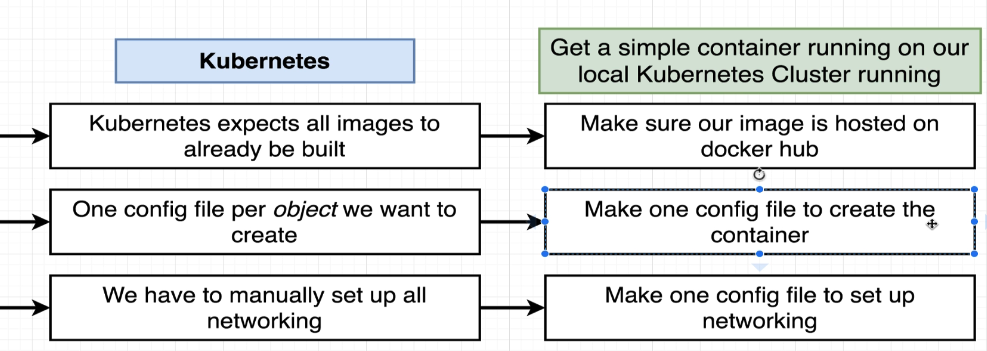 Kubernetes
Get a simple container running on our
local Kubernetes Cluster running
Kubernetes expects all images to
already be built
Make sure our image is hosted on
docker hub
One config file per object we want to
create
Make one config file to create the
container
We have to manually set up all
networking
Make one config file to set up
networking